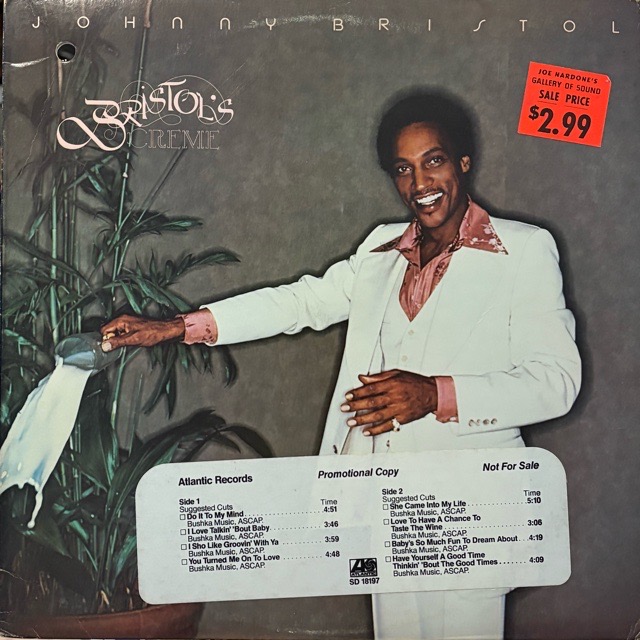 JOHNNY BRISTOL
BRISTOL'S
CREME
JOE NARDONE'S
GALLERY OF SOUND
SALE PRICE
$2.99
Atlantic Records Promotional Copy Not For Sale
Side 1
Suggested Cuts Time
Do It To My Mind 4:51
Bushka Music, ASCAP.
I Love Talkin' 'Bout Baby 3:46
Bushka Music, ASCAP.
I Sho Like Groovin' With Ya 3:59
Bushka Music, ASCAP.
You Turned Me On To Love 4:48
Bushka Music, ASCAP.
Side 2
Suggested Cuts Time
She Came Into My Life 5:10
Bushka Music, ASCAP.
Love To Have A Chance To
Taste The Wine 3:06
Bushka Music, ASCAP.
Baby's So Much Fun To Dream About 4:19
Bushka Music, ASCAP.
Have Yourself A Good Time
Thinkin' 'Bout The Good Times 4:09
Bushka Music, ASCAP.
ATLANTIC
SD 18197